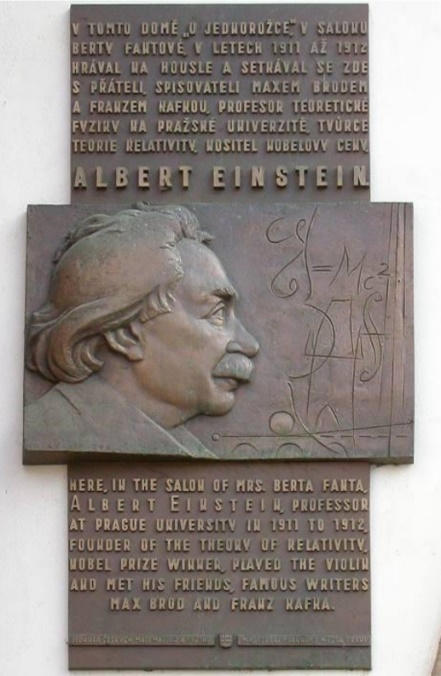 V TOMTO DOMĚ „U JEDNOROŽCE“, V SALONU
BERTY FANTOVÉ, V LETECH 1911 AŽ 1912
HRÁVAL NA HOUSLE A SETKÁVAL SE ZDE
S PŘÁTELI, SPISOVATELI MAXEM BRODEM
A FRANZEM KAFKOU, PROFESOR TEORETICKÉ
FYZIKY NA PRAŽSKÉ UNIVERZITĚ, TVŮRCE
TEORIE RELATIVITY, NOSITEL NOBELOVY CENY,
ALBERT EINSTEIN.
=Mc²
HERE, IN THE SALON OF MRS. BERTA FANTA,
ALBERT EINSTEIN, PROFESSOR
AT PRAGUE UNIVERSITY IN 1911 TO 1912,
FOUNDER OF THE THEORY OF RELATIVITY,
NOBEL PRIZE WINNER, PLAYED THE VIOLIN
AND MET HIS FRIENDS, FAMOUS WRITERS
MAX BROD AND FRANZ KAFKA.